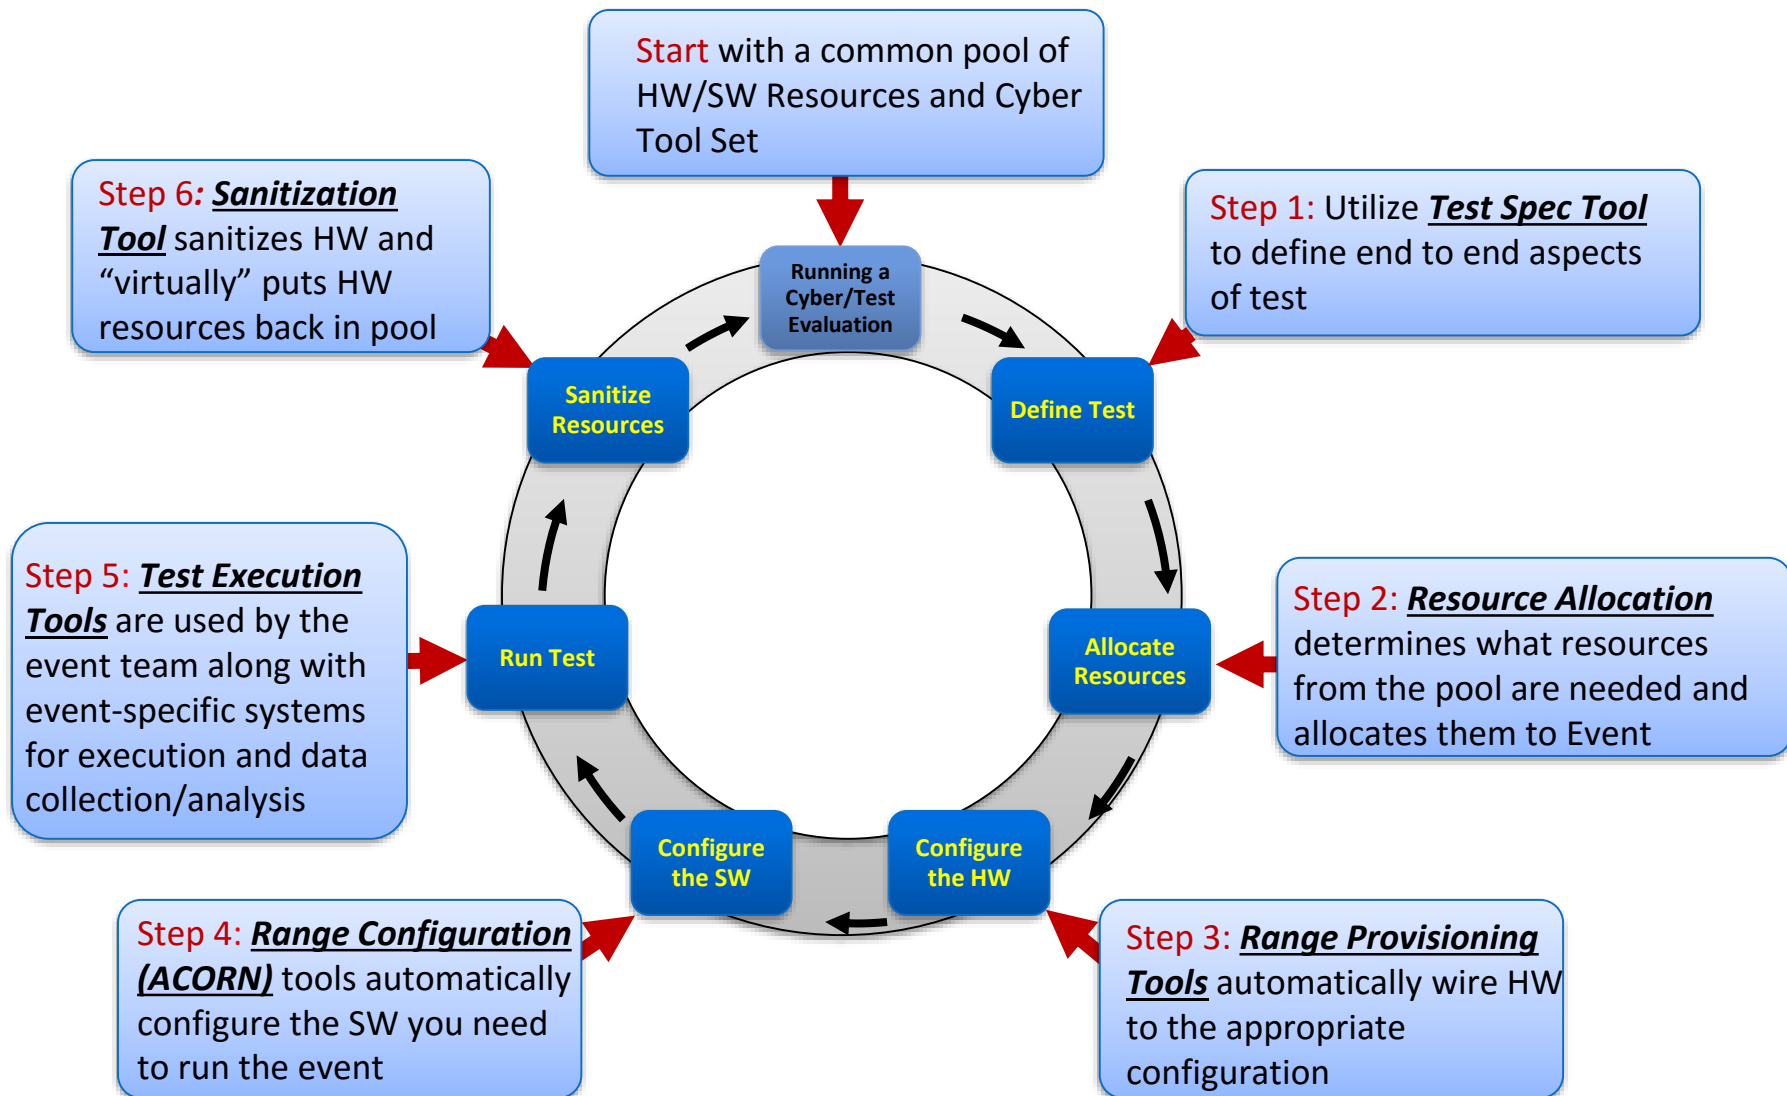 Start with a common pool of
HW/SW Resources and Cyber
Tool Set
Step 6: Sanitization
Tool sanitizes HW and
“virtually” puts HW
resources back in pool
Step 1: Utilize Test Spec Tool
to define end to end aspects
of test
Running a
Cyber/Test
Evaluation
Sanitize
Resources
Define Test
Step 5: Test Execution
Tools are used by the
event team along with
event-specific systems
for execution and data
collection/analysis
Run Test
Allocate
Resources
Step 2: Resource Allocation
determines what resources
from the pool are needed and
allocates them to Event
Configure
the SW
Configure
the HW
Step 4: Range Configuration
(ACORN) tools automatically
configure the SW you need
to run the event
Step 3: Range Provisioning
Tools automatically wire HW
to the appropriate
configuration